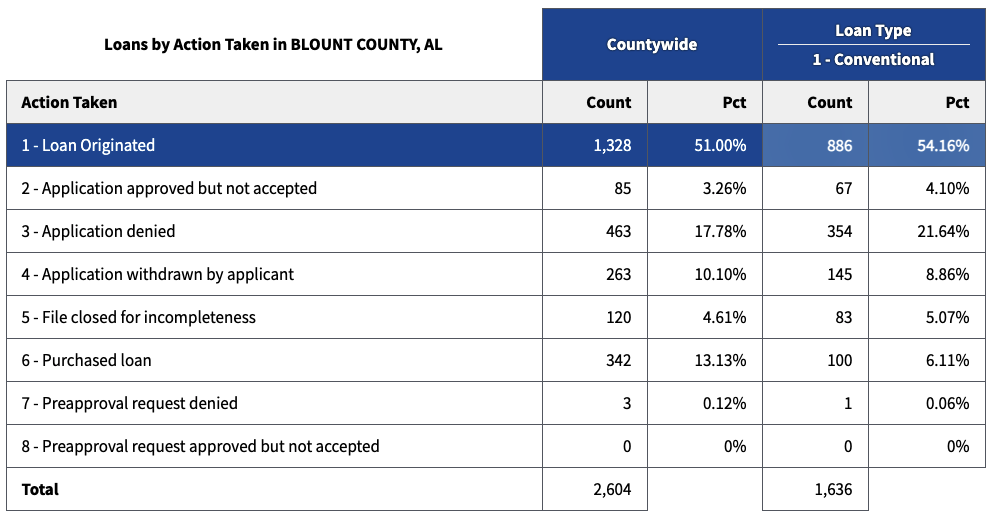 Loans by Action Taken in BLOUNT COUNTY, AL
Countywide
Loan Type
1 - Conventional
Action Taken Count Pct Count Pct
1 - Loan Originated 1,328 51.00% 886 54.16%
2 - Application approved but not accepted 85 3.26% 67 4.10%
3 - Application denied 463 17.78% 354 21.64%
4 - Application withdrawn by applicant 263 10.10% 145 8.86%
5 - File closed for incompleteness 120 4.61% 83 5.07%
6 - Purchased loan 342 13.13% 100 6.11%
7 - Preapproval request denied 3 0.12% 1 0.06%
8 - Preapproval request approved but not accepted 0 0% 0 0%
Total 2,604 1,636